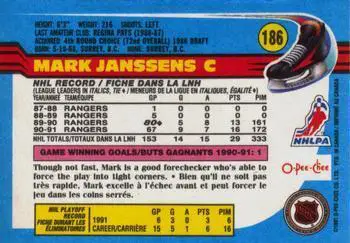 HEIGHT: 6'3" WEIGHT: 216 SHOOTS: LEFT
LAST AMATEUR CLUB: REGINA PATS (1986-87)
ACQUIRED: 4TH ROUND CHOICE (72ND OVERALL) 1986 DRAFT
BORN: 5-19-68, SURREY, B.C. HOME: SURREY, B.C.
186
MARK JANSSENS C
NHL RECORD / FICHE DANS LA LNH
(LEAGUE LEADERS IN ITALICS, TIE♦) / MENEURS DE LA LIGUE EN ITALIQUES, ÉGALITÉ♦)
YEAR/ANNÉE TEAM/ÉQUIPE GP G A PTS PIM
87-88 RANGERS 1 0 0 0 0
88-89 RANGERS 5 0 0 0 0
89-90 RANGERS 80♦ 5 8 13 161
90-91 RANGERS 67 9 7 16 172
NHL TOTALS/TOTAUX DANS LA LNH 153 14 15 29 333
GAME WINNING GOALS/BUTS GAGNANTS 1990-91: 1
Though not fast, Mark is a good forechecker who's able to
force the play into tight corners. • Bien qu'il ne soit pas
très rapide, Mark excelle à l'échec avant et peut forcer le
jeu dans les coins serrés.
NHL PLAYOFF
RECORD
FICHE DURANT LES
ÉLIMINATOIRES
GP G A PTS PIM
1991 6 3 0 3 6
CAREER/CARRIÈRE 15 5 1 6 16
NHLPA
O-Pee-Chee
NHL